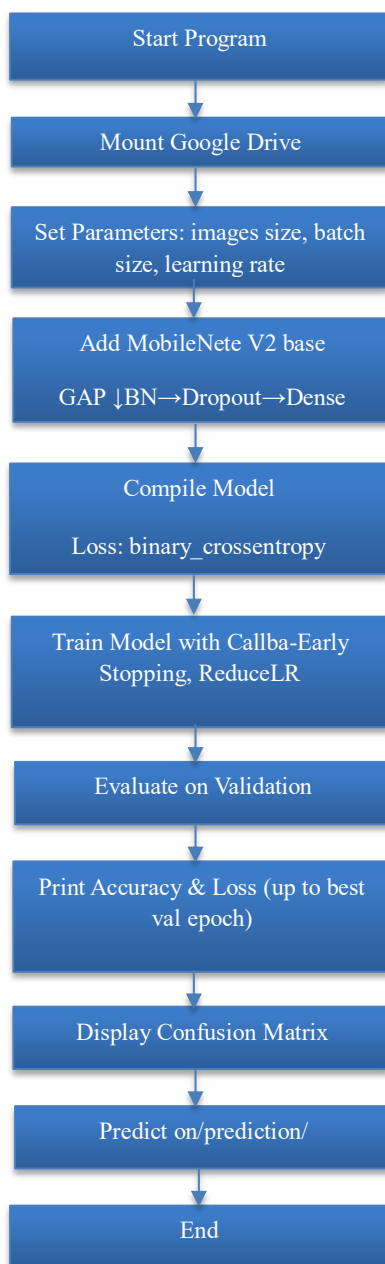 Start Program
Mount Google Drive
Set Parameters: images size, batch
size, learning rate
Add MobileNete V2 base
GAP ↓BN→Dropout→Dense
Compile Model
Loss: binary_crossentropy
Train Model with Callba-Early
Stopping, ReduceLR
Evaluate on Validation
Print Accuracy & Loss (up to best
val epoch)
Display Confusion Matrix
Predict on/prediction/
End